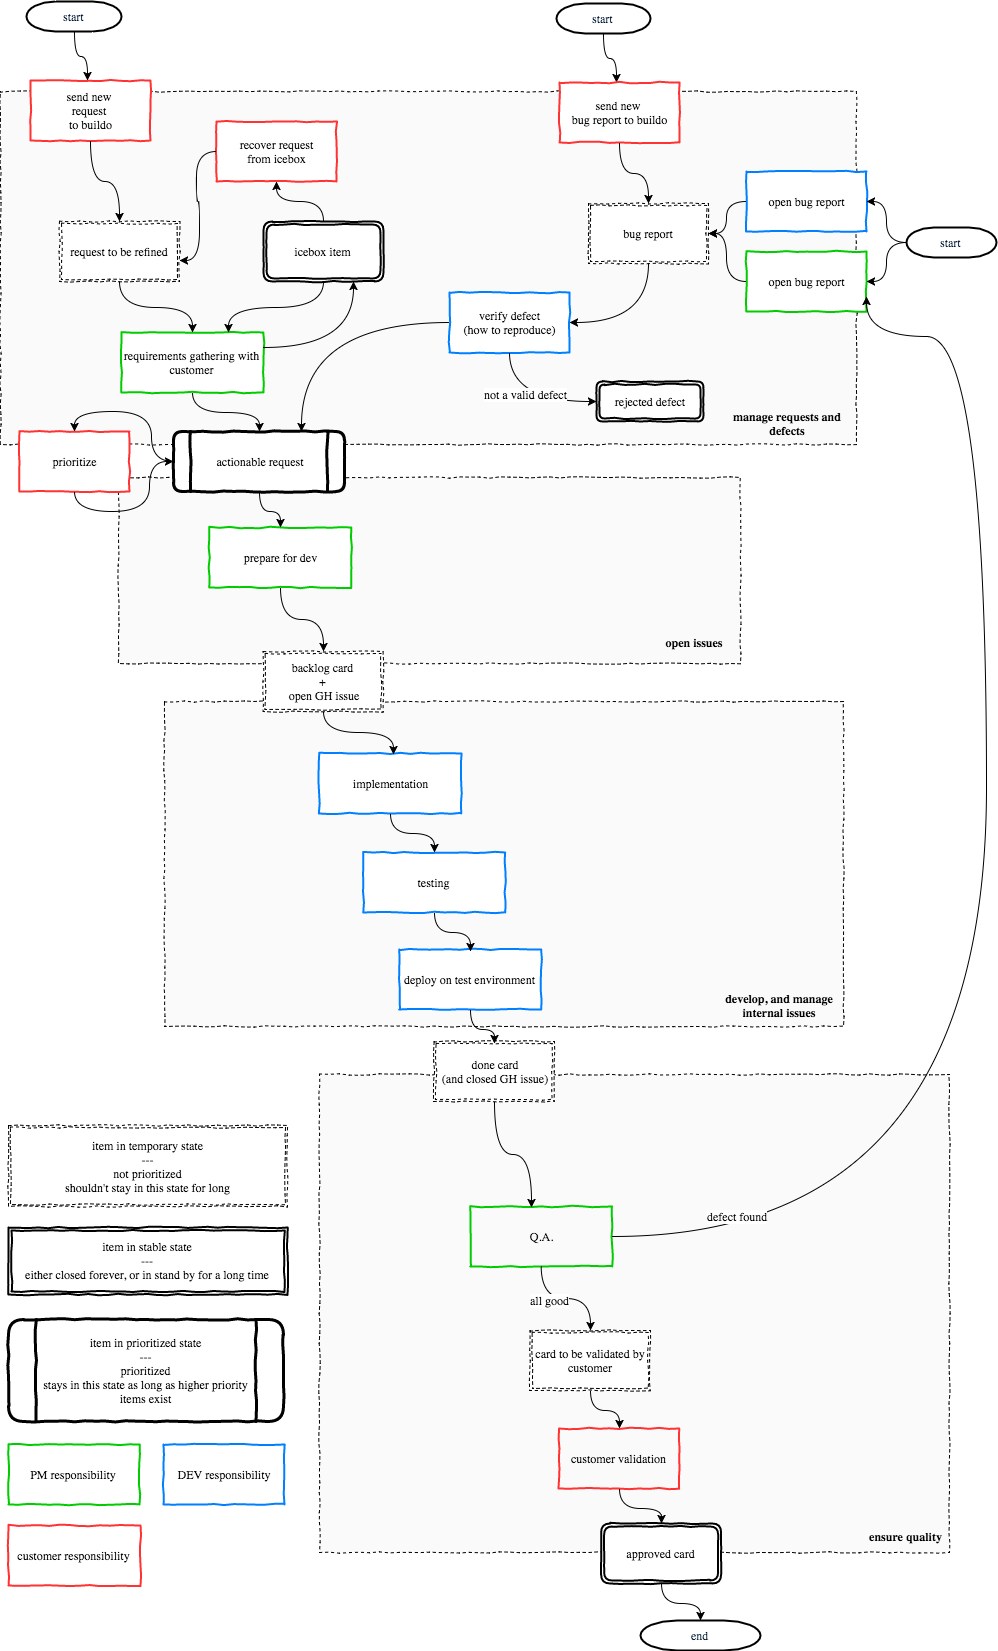 start
start
send new
request
to buildo
send new
bug report to buildo
recover request
from icebox
open bug report
request to be refined
icebox item
bug report
start
open bug report
verify defect
(how to reproduce)
requirements gathering with
customer
not a valid defect
rejected defect
manage requests and
defects
prioritize
actionable request
prepare for dev
open issues
backlog card
+
open GH issue
implementation
testing
deploy on test environment
develop, and manage
internal issues
done card
(and closed GH issue)
item in temporary state
---
not prioritized
shouldn't stay in this state for long
defect found
Q.A.
item in stable state
---
either closed forever, or in stand by for a long time
all good
item in prioritized state
---
prioritized
stays in this state as long as higher priority
items exist
card to be validated by
customer
customer validation
PM responsibility
DEV responsibility
ensure quality
approved card
customer responsibility
end